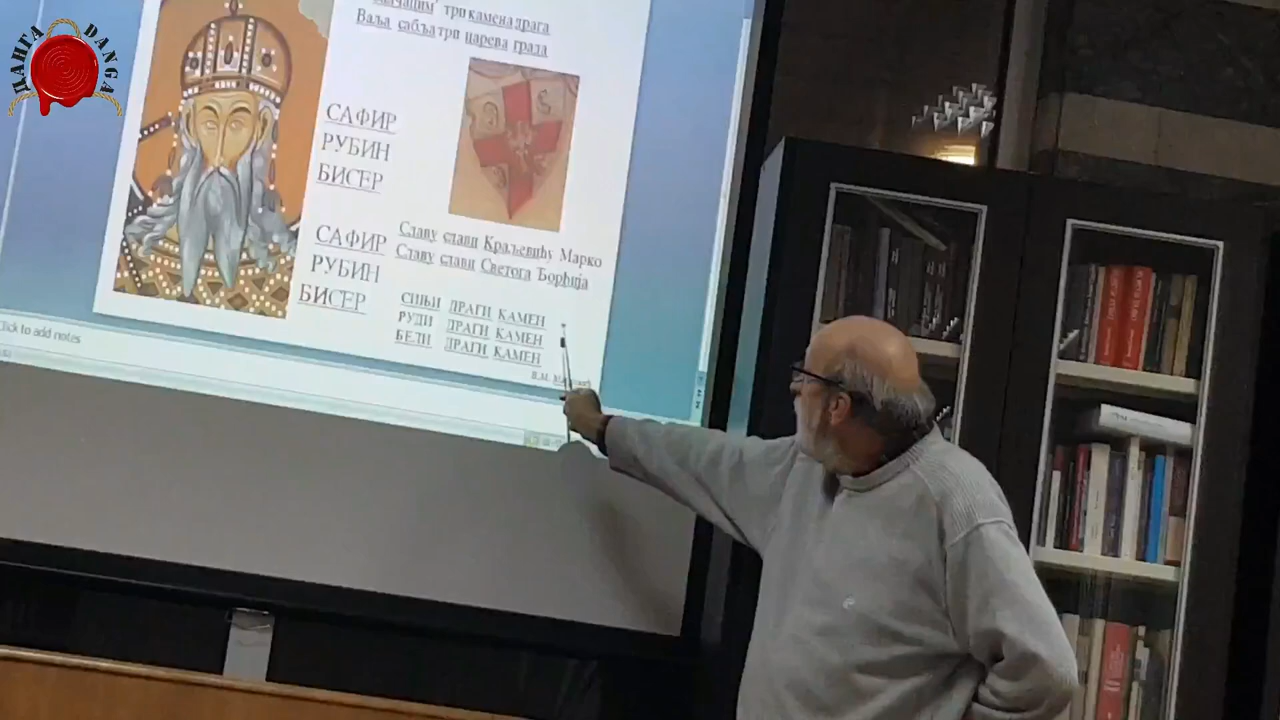 ДАНГА DANGA
три камена драга
Ваља сабља три царева града
САФИР
РУБИН
БИСЕР
САФИР
РУБИН
БИСЕР
Славу слави Краљевићу Марко
Славу слави Светога Ђорђија
СИЊИ ДРАГИ КАМЕН
РУДИ ДРАГИ КАМЕН
БЕЛИ ДРАГИ КАМЕН
Click to add notes